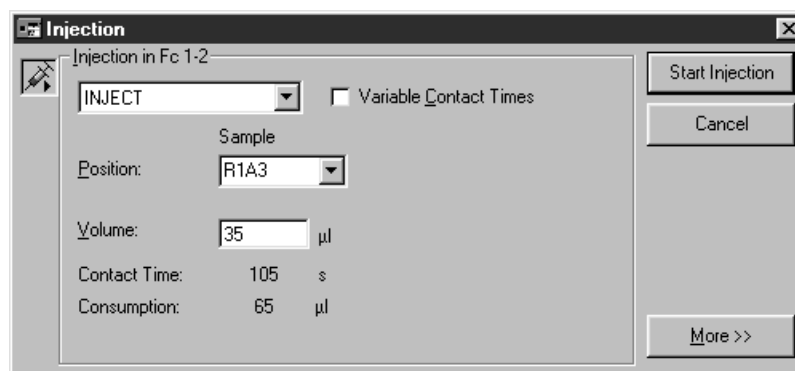 Injection
Injection in Fc 1-2
INJECT
Variable Contact Times
Start Injection
Cancel
Sample
Position: R1A3
Volume: 35 µl
Contact Time: 105 s
Consumption: 65 µl
More >>